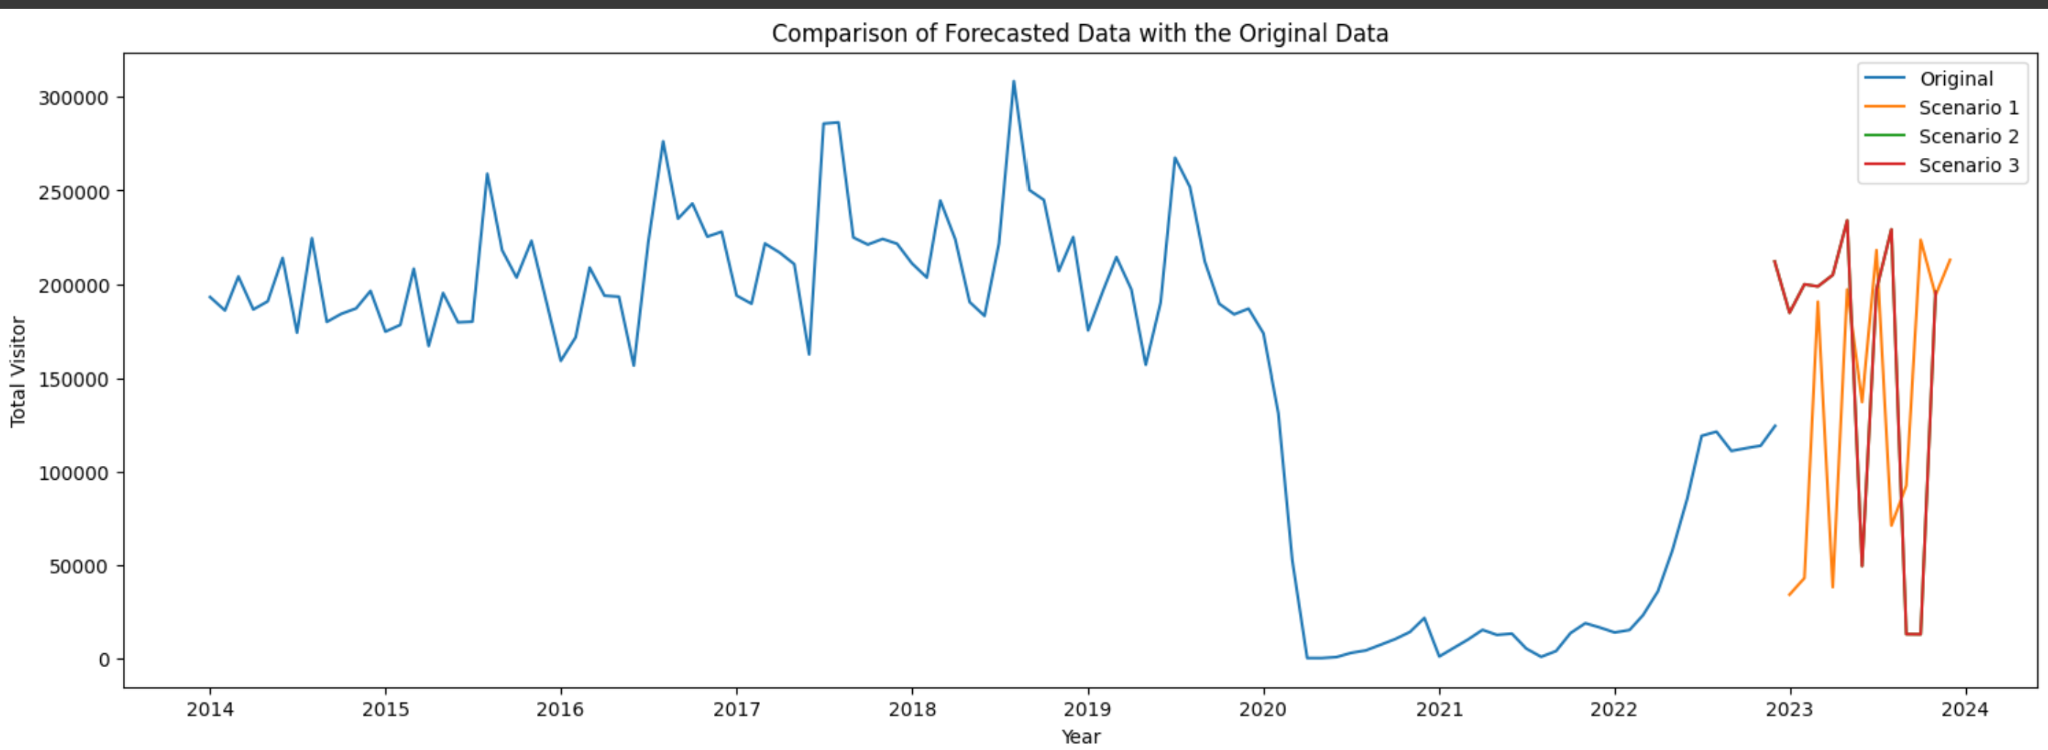 Comparison of Forecasted Data with the Original Data
Original
Scenario 1
Scenario 2
Scenario 3
Total Visitor
300000
250000
200000
150000
100000
50000
0
2014 2015 2016 2017 2018 2019 2020 2021 2022 2023 2024
Year